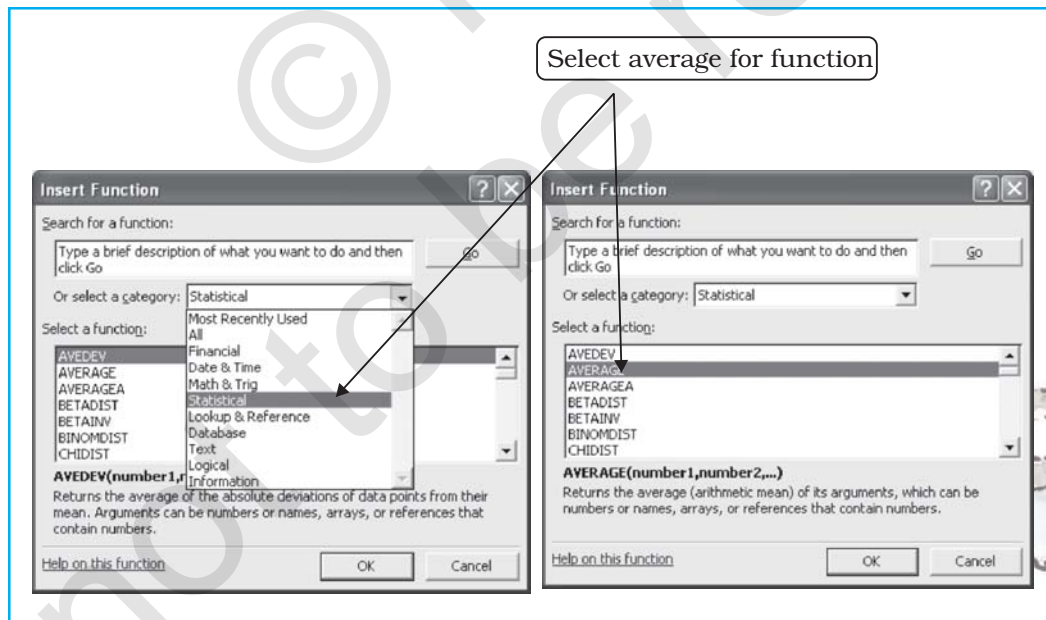 Select average for function
Insert Function
Search for a function:
Type a brief description of what you want to do and then
click Go
Go
Or select a category: Statistical
Most Recently Used
All
Financial
Date & Time
Math & Trig
Statistical
Lookup & Reference
Database
Text
Logical
Information
Select a function:
AVEDEV
AVERAGE
AVERAGEA
BETADIST
BETAINV
BINOMDIST
CHIDIST
AVEDEV(number1,
Returns the average of the absolute deviations of data points from their
mean. Arguments can be numbers or names, arrays, or references that
contain numbers.
Help on this function
OK
Cancel
Insert Function
Search for a function:
Type a brief description of what you want to do and then
click Go
Go
Or select a category: Statistical
Select a function:
AVEDEV
AVERAGE
AVERAGEA
BETADIST
BETAINV
BINOMDIST
CHIDIST
AVERAGE(number1,number2,...)
Returns the average (arithmetic mean) of its arguments, which can be
numbers or names, arrays, or references that contain numbers.
Help on this function
OK
Cancel
© 
not to be r